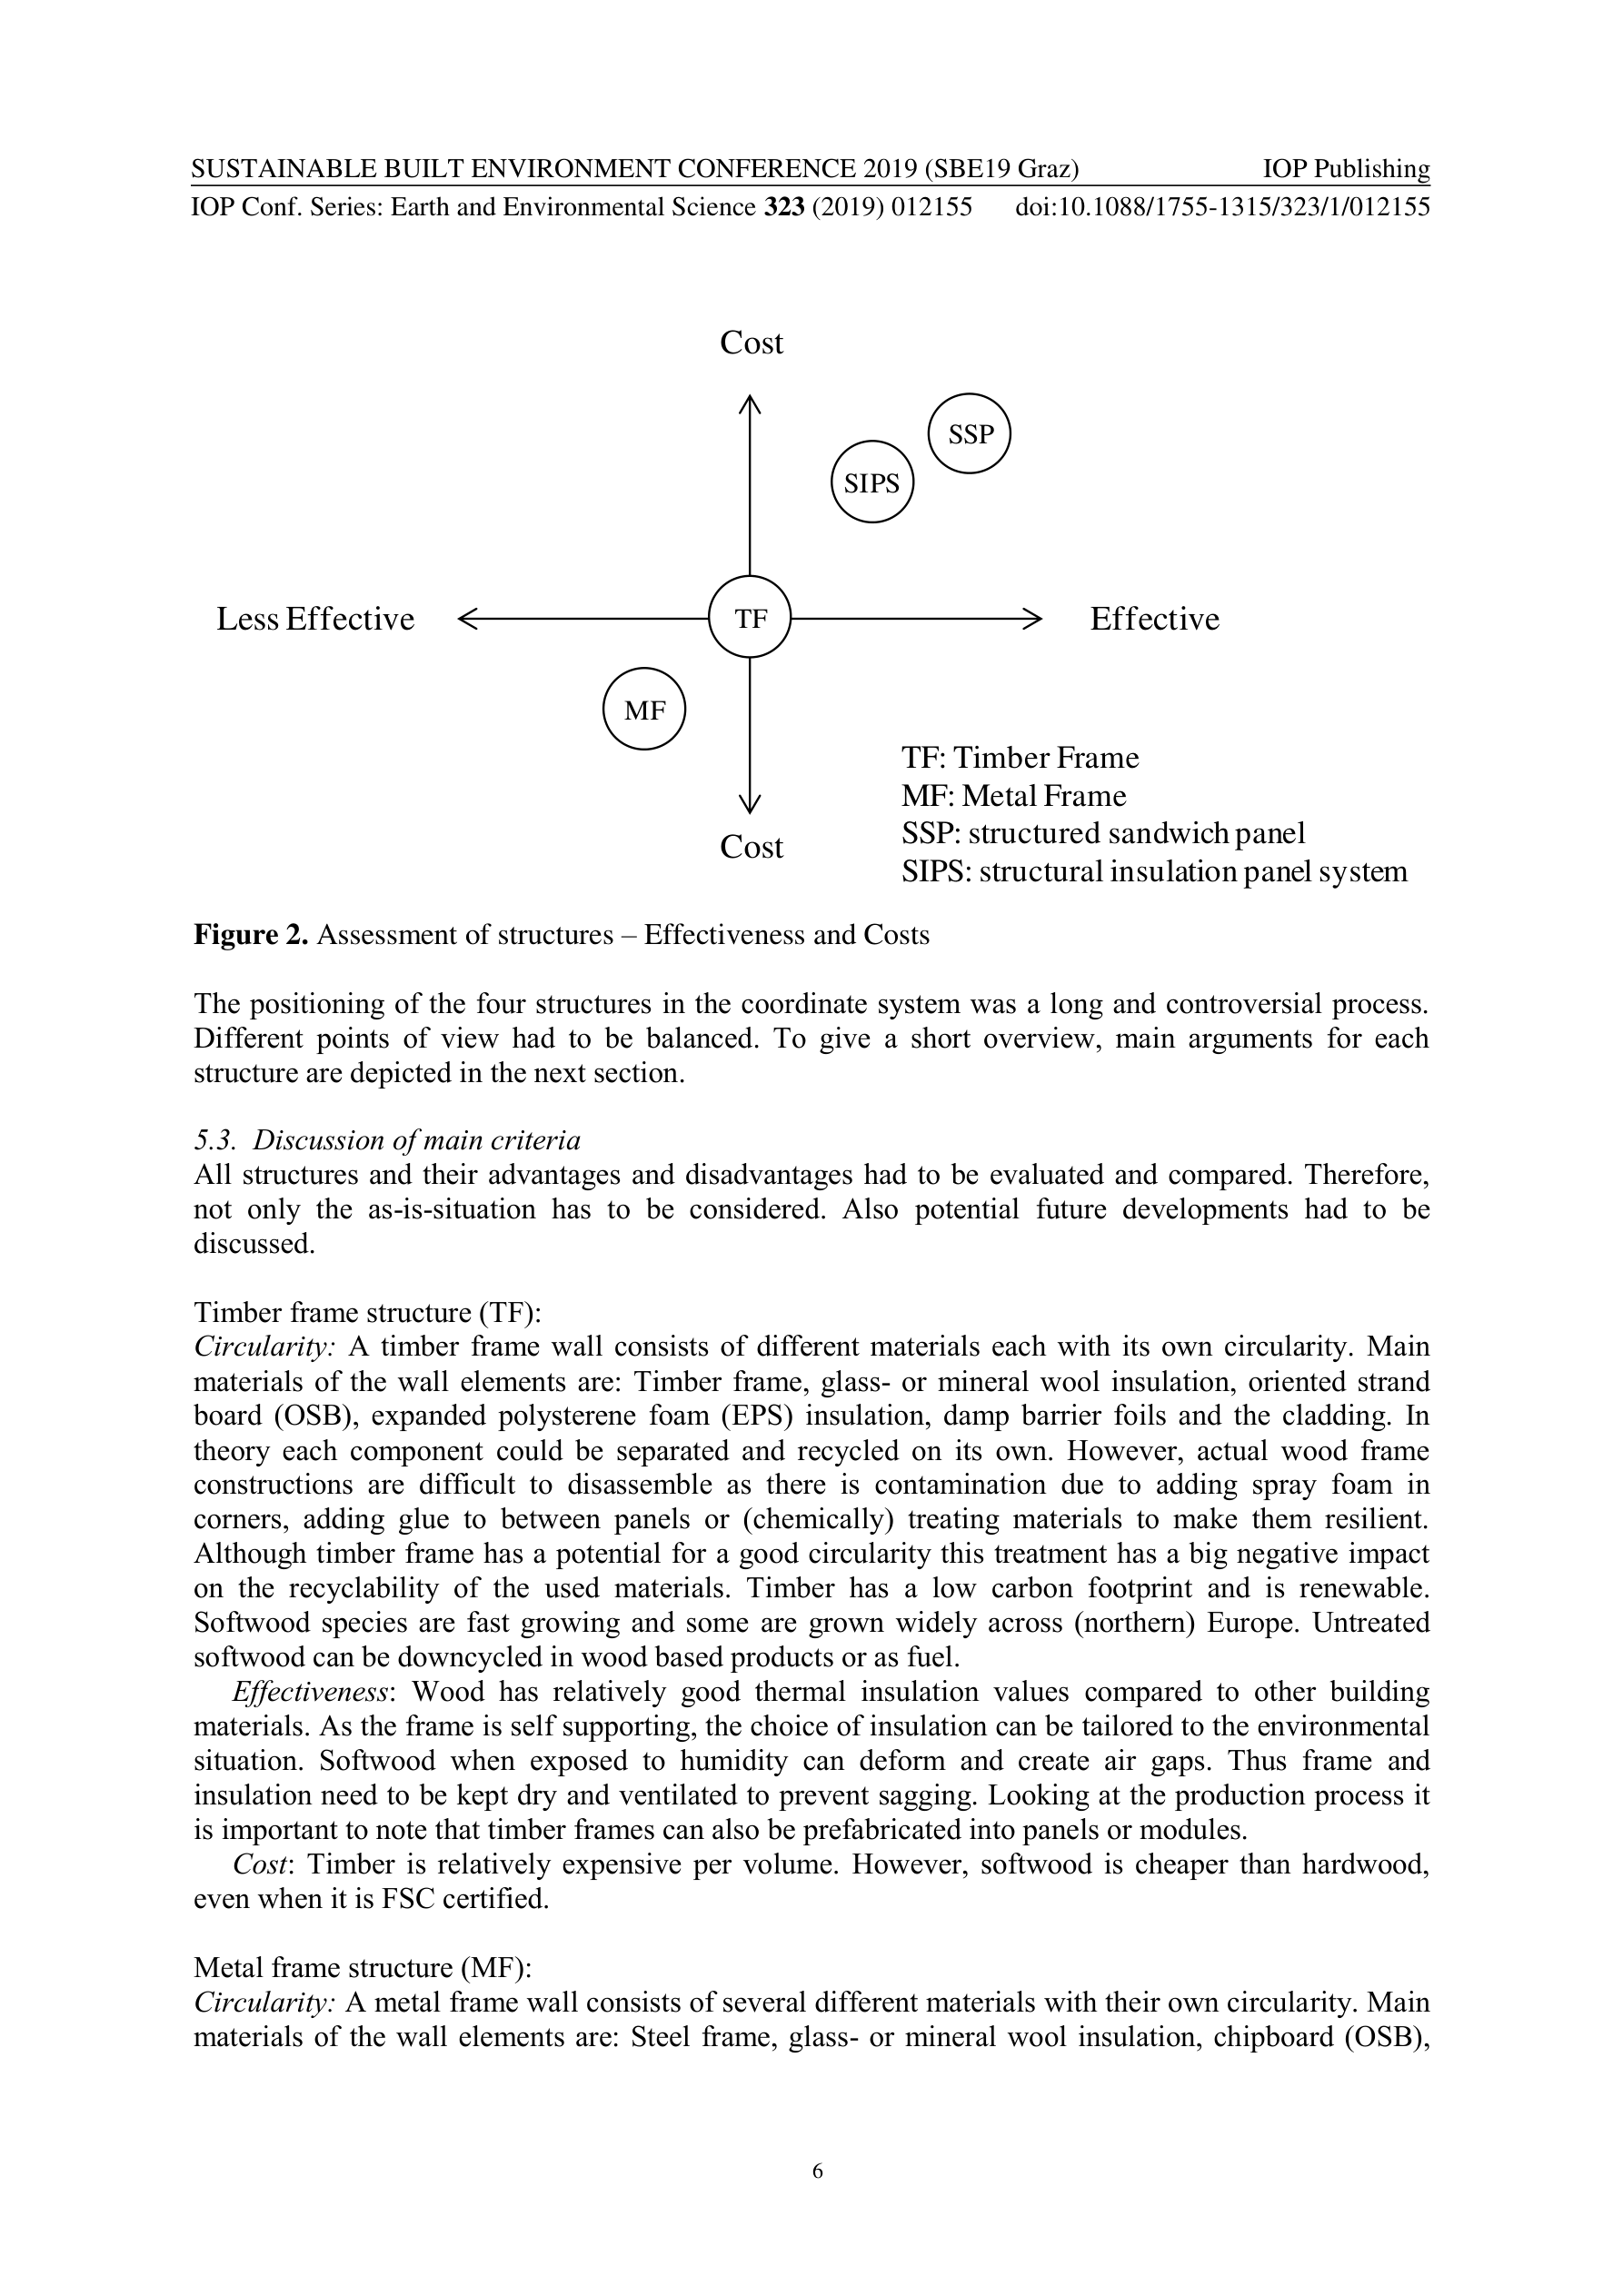 SUSTAINABLE BUILT ENVIRONMENT CONFERENCE 2019 (SBE19 Graz) IOP Publishing
IOP Conf. Series: Earth and Environmental Science 323 (2019) 012155 doi:10.1088/1755-1315/323/1/012155
Cost
SSP
SIPS
Less Effective
TF
Effective
MF
TF: Timber Frame
MF: Metal Frame
SSP: structured sandwich panel
Cost
SIPS: structural insulation panel system
Figure 2. Assessment of structures – Effectiveness and Costs
The positioning of the four structures in the coordinate system was a long and controversial process.
Different points of view had to be balanced. To give a short overview, main arguments for each
structure are depicted in the next section.
5.3. Discussion of main criteria
All structures and their advantages and disadvantages had to be evaluated and compared. Therefore,
not only the as-is-situation has to be considered. Also potential future developments had to be
discussed.
Timber frame structure (TF):
Circularity: A timber frame wall consists of different materials each with its own circularity. Main
materials of the wall elements are: Timber frame, glass- or mineral wool insulation, oriented strand
board (OSB), expanded polysterene foam (EPS) insulation, damp barrier foils and the cladding. In
theory each component could be separated and recycled on its own. However, actual wood frame
constructions are difficult to disassemble as there is contamination due to adding spray foam in
corners, adding glue to between panels or (chemically) treating materials to make them resilient.
Although timber frame has a potential for a good circularity this treatment has a big negative impact
on the recyclability of the used materials. Timber has a low carbon footprint and is renewable.
Softwood species are fast growing and some are grown widely across (northern) Europe. Untreated
softwood can be downcycled in wood based products or as fuel.
Effectiveness: Wood has relatively good thermal insulation values compared to other building
materials. As the frame is self supporting, the choice of insulation can be tailored to the environmental
situation. Softwood when exposed to humidity can deform and create air gaps. Thus frame and
insulation need to be kept dry and ventilated to prevent sagging. Looking at the production process it
is important to note that timber frames can also be prefabricated into panels or modules.
Cost: Timber is relatively expensive per volume. However, softwood is cheaper than hardwood,
even when it is FSC certified.
Metal frame structure (MF):
Circularity: A metal frame wall consists of several different materials with their own circularity. Main
materials of the wall elements are: Steel frame, glass- or mineral wool insulation, chipboard (OSB),
6